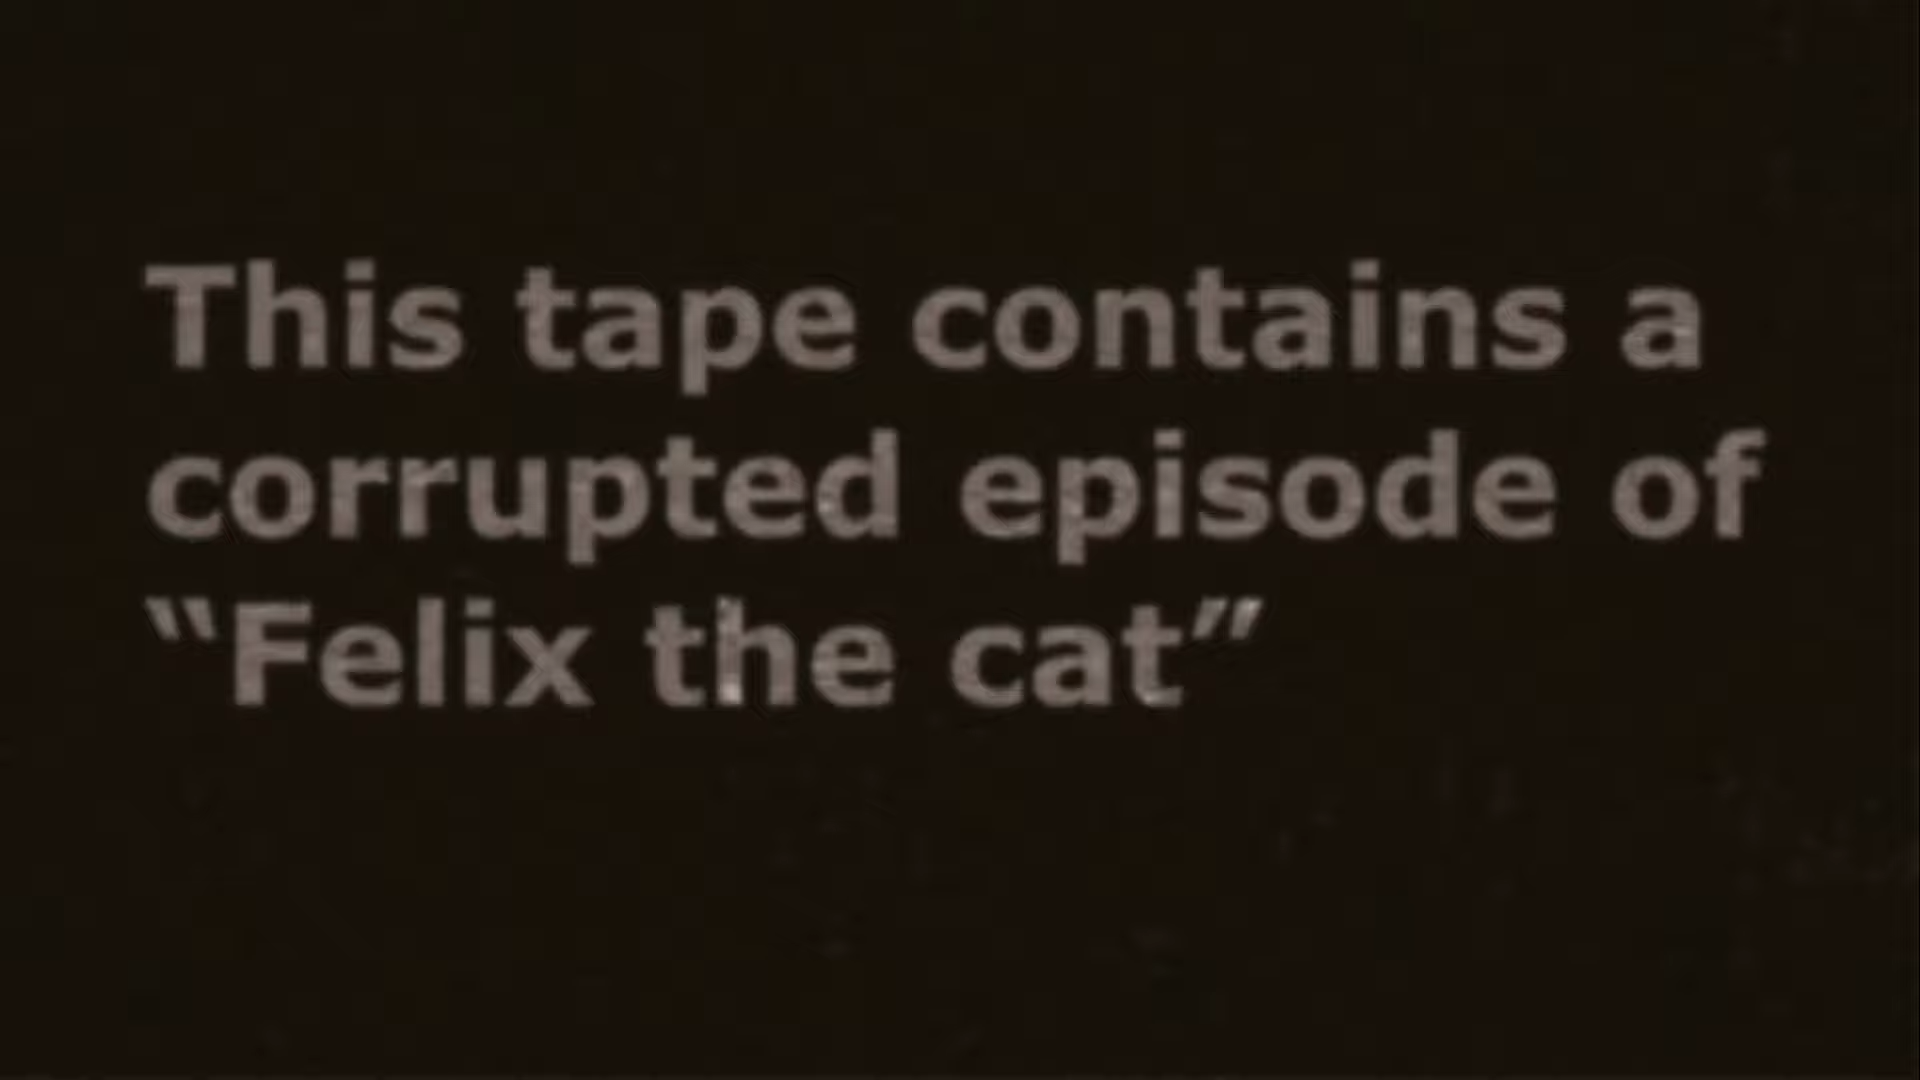 This tape contains a
corrupted episode of
“Felix the cat”